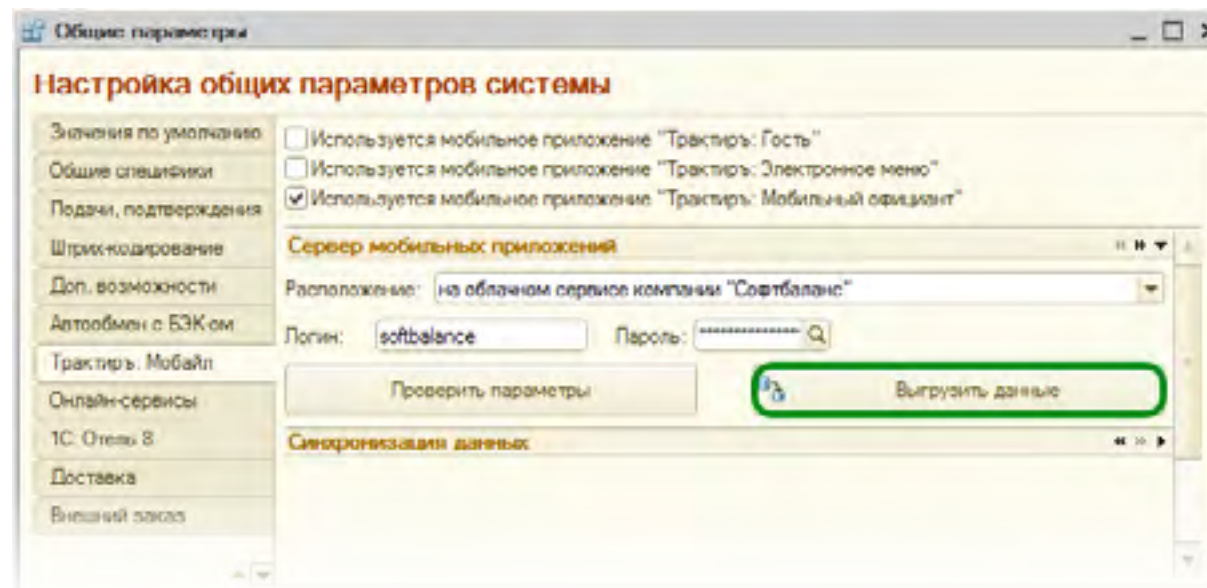 Общие параметры
Настройка общих параметров системы
Значения по умолчанию
Общие специфики
Подачи, подтверждения
Штрих-кодирование
Доп. возможности
Автообмен с БЭК-ом
Трактиръ: Мобайл
Онлайн-сервисы
1С: Отель 8
Доставка
Внешний заказ
Используется мобильное приложение "Трактиръ: Гость"
Используется мобильное приложение "Трактиръ: Электронное меню"
Используется мобильное приложение "Трактиръ: Мобильный официант"
Сервер мобильных приложений
Расположение: на облачном сервисе компании "Софтбаланс"
Логин: softbalance Пароль: ***************
Проверить параметры Выгрузить данные
Синхронизация данных